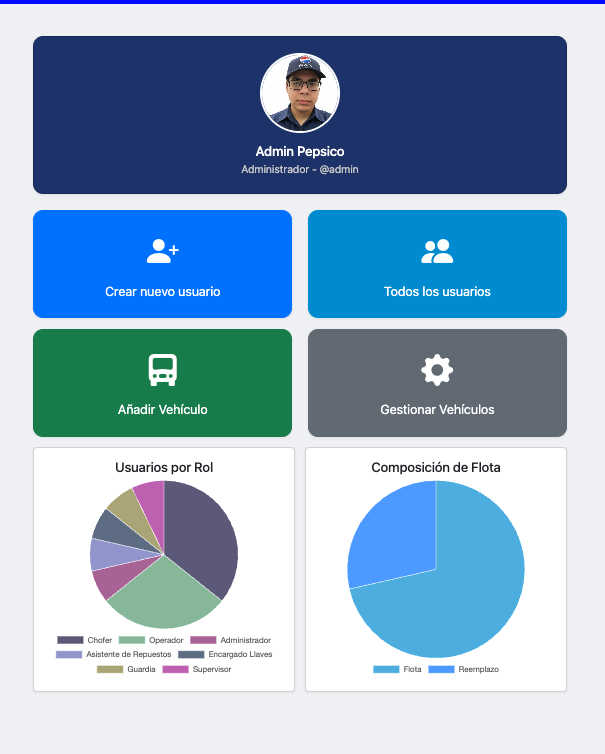 Admin Pepsico
Administrador - @admin
Crear nuevo usuario
Todos los usuarios
Añadir Vehículo
Gestionar Vehículos
Usuarios por Rol
Chofer Operador Administrador
Asistente de Repuestos Encargado Llaves
Guardia Supervisor
Composición de Flota
Flota Reemplazo